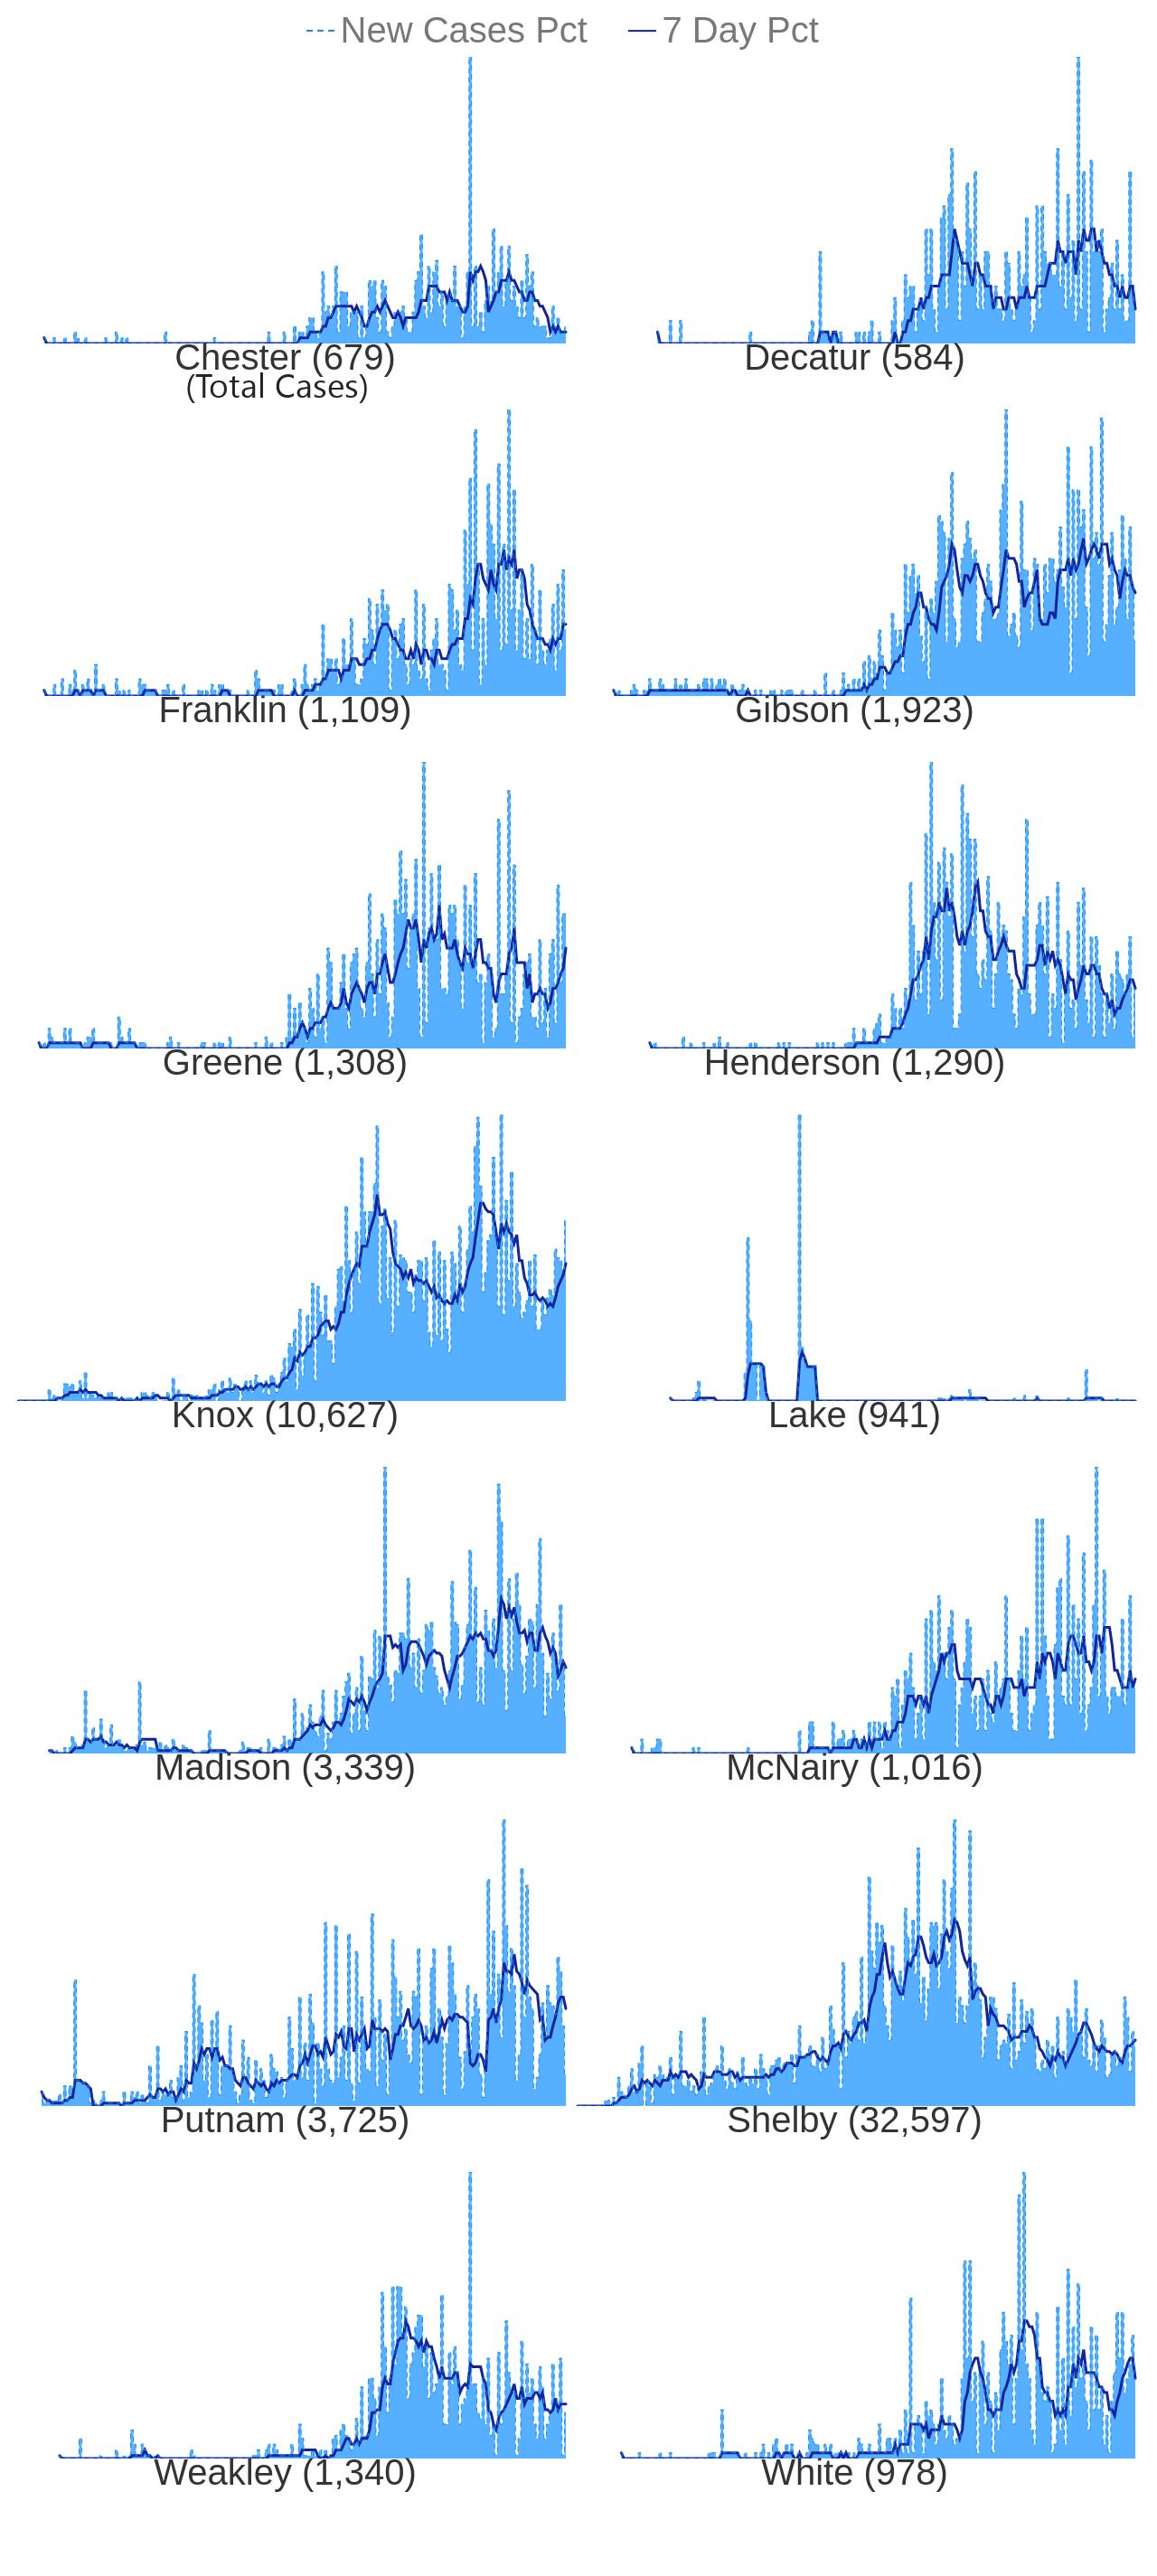 New Cases Pct 7 Day Pct
Chester (679) Decatur (584)
(Total Cases)
Franklin (1,109) Gibson (1,923)
Greene (1,308) Henderson (1,290)
Knox (10,627) Lake (941)
Madison (3,339) McNairy (1,016)
Putnam (3,725) Shelby (32,597)
Weakley (1,340) White (978)